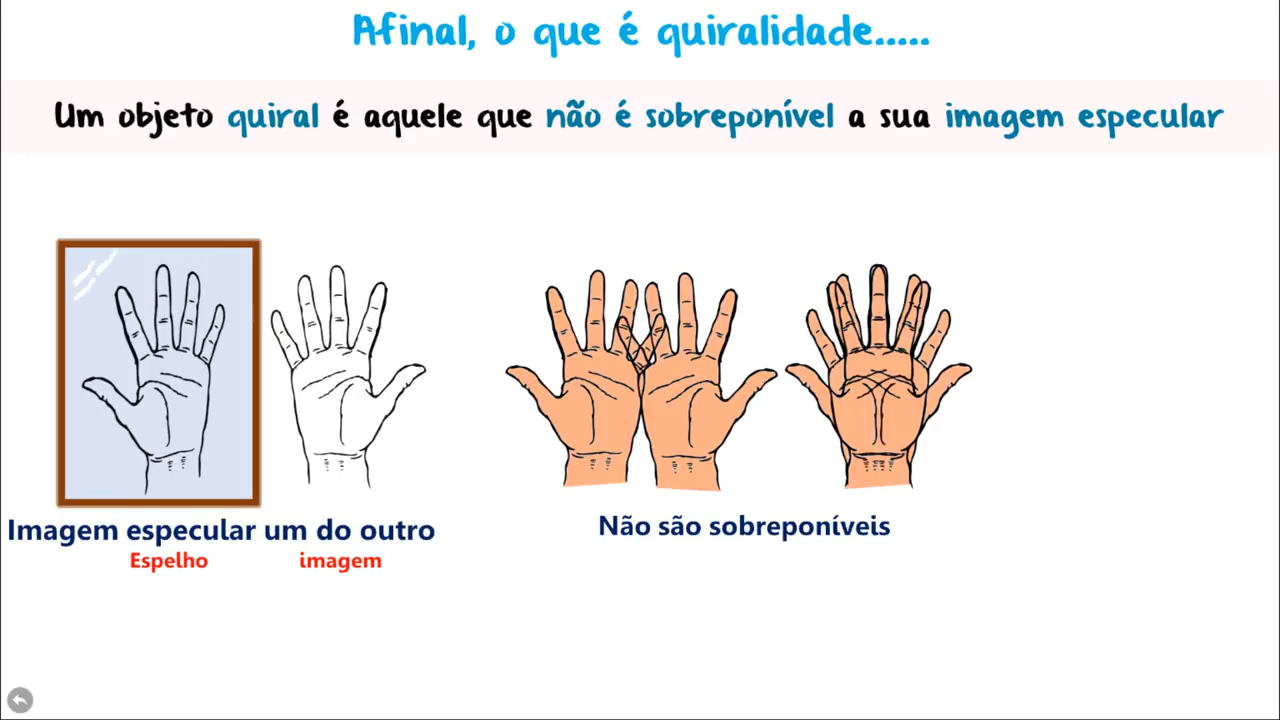 Afinal, o que é quiralidade.....
Um objeto quiral é aquele que não é sobreponível a sua imagem especular
Imagem especular um do outro
Espelho imagem
Não são sobreponíveis